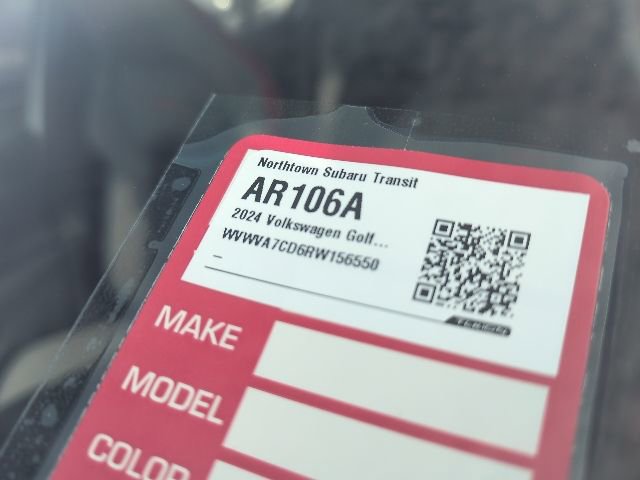 Northtown Subaru Transit
AR106A
2024 Volkswagen Golf...
WVWVA7CD6RW156550
–
MAKE
MODEL
COLOR